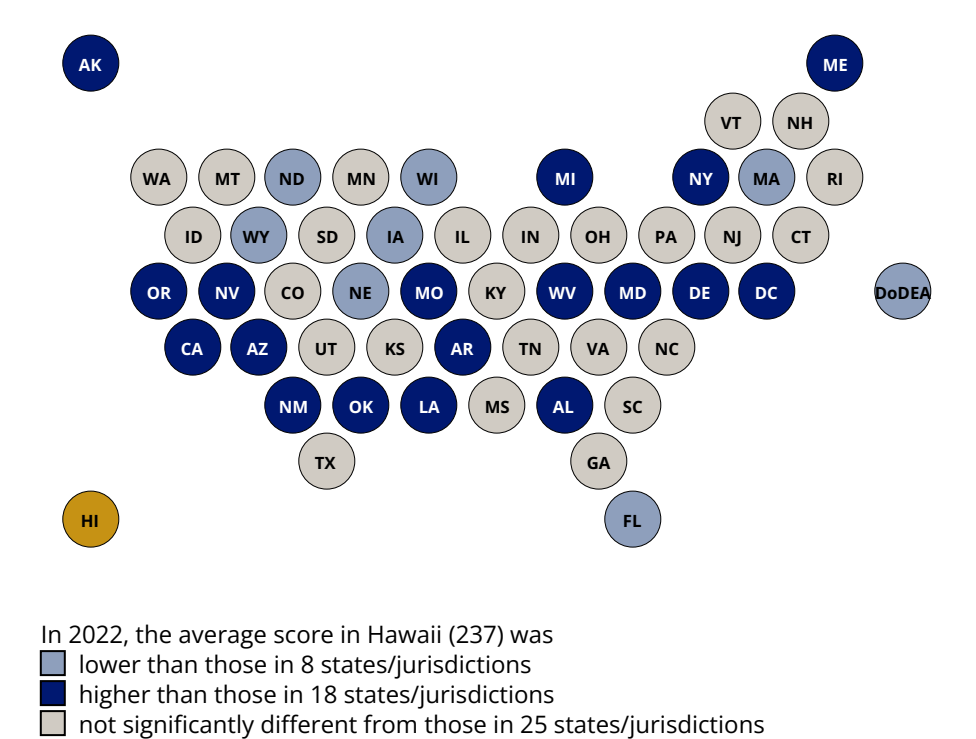 AK ME
VT NH
WA MT ND MN WI MI NY MA RI
ID WY SD IA IL IN OH PA NJ CT
OR NV CO NE MO KY WV MD DE DC DoDEA
CA AZ UT KS AR TN VA NC
NM OK LA MS AL SC
TX GA
HI FL
In 2022, the average score in Hawaii (237) was
lower than those in 8 states/jurisdictions
higher than those in 18 states/jurisdictions
not significantly different from those in 25 states/jurisdictions